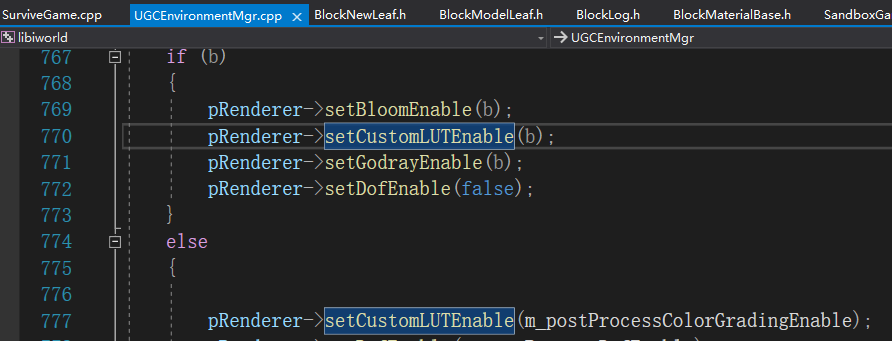 SurviveGame.cpp UGCEnvironmentMgr.cpp × BlockNewLeaf.h BlockModelLeaf.h BlockLog.h BlockMaterialBase.h SandboxGa
libiworld UGCEnvironmentMgr
767 if (b)
768 {
769 pRenderer->setBloomEnable(b);
770 pRenderer->setCustomLUTEnable(b);
771 pRenderer->setGodrayEnable(b);
772 pRenderer->setDofEnable(false);
773 }
774 else
775 {
776
777 pRenderer->setCustomLUTEnable(m_postProcessColorGradingEnable);